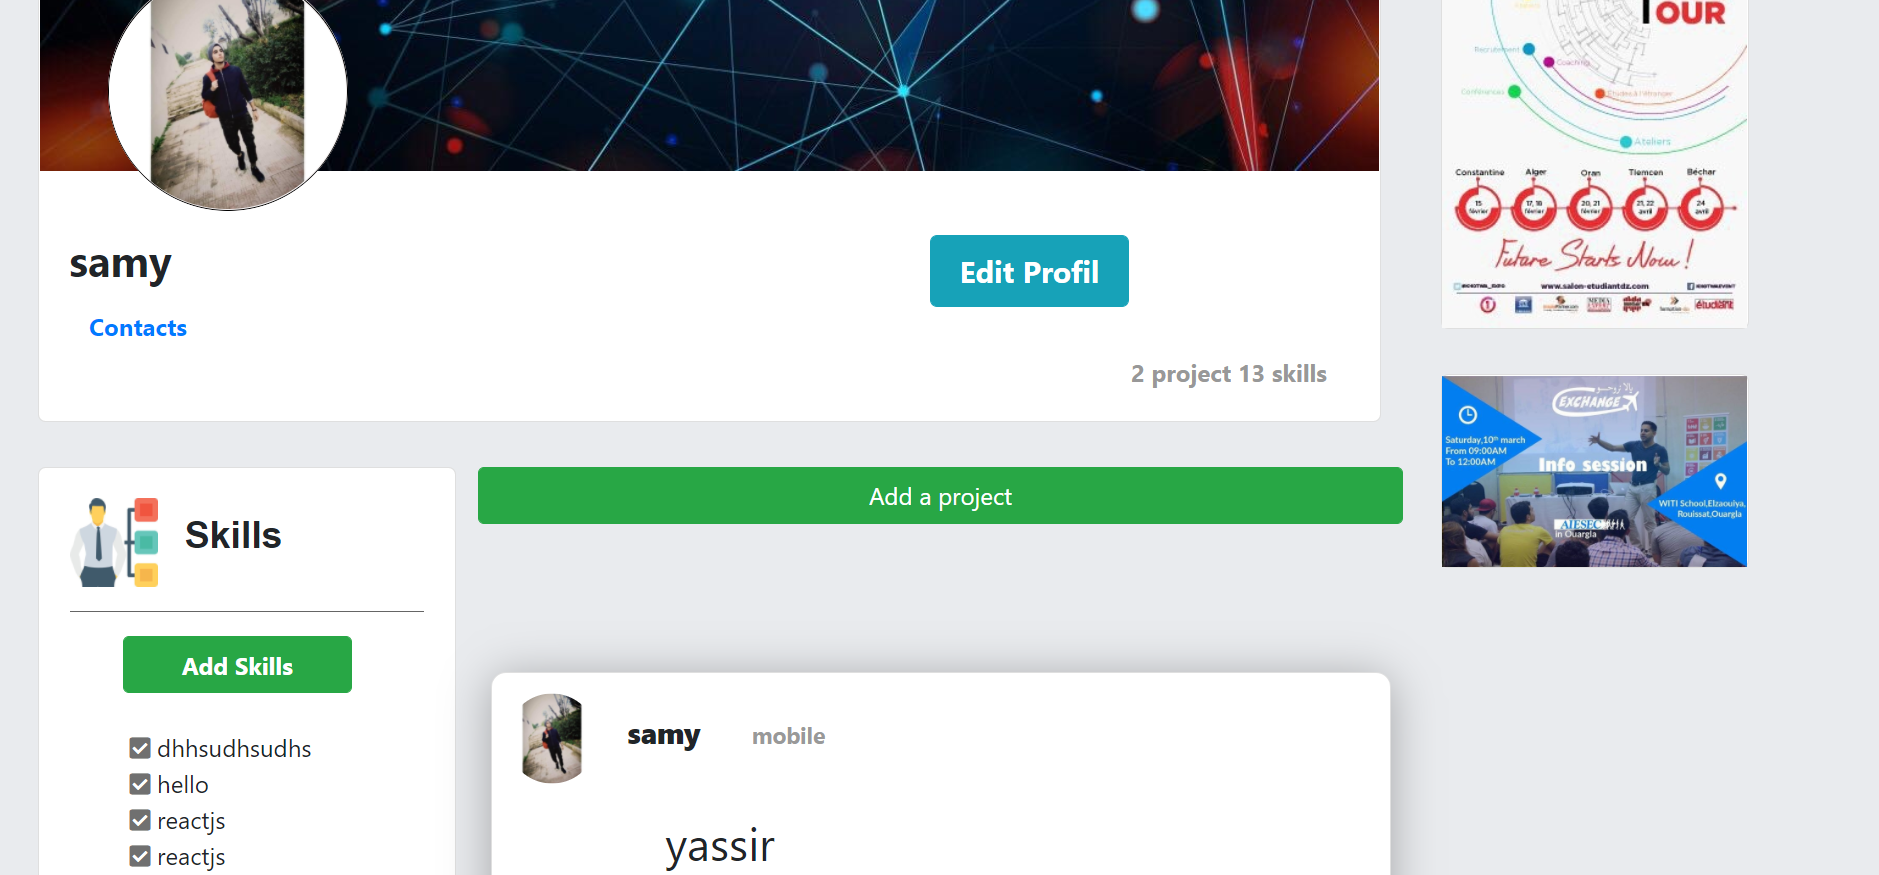 samy
Contacts
Edit Profil
2 project 13 skills
Skills
Add Skills
dhhsudhsudhs
hello
reactjs
reactjs
Add a project
samy
mobile
yassir
TOUR
Recrutement
Coaching
Conférences
Etudes à l'étranger
Ateliers
Constantine
Alger
Oran
Tlemcen
Béchar
15 février
17, 18 février
20, 21 février
21, 22 avril
24 avril
Future Starts Now !
www.salon-etudiantdz.com
étudiant
EXCHANGE
Saturday,10th march
From 09:00AM
To 12:00AM
Info session
WITI School,Elzaouiya,
Rouissat,Ouargla
AIESEC
in Ouargla